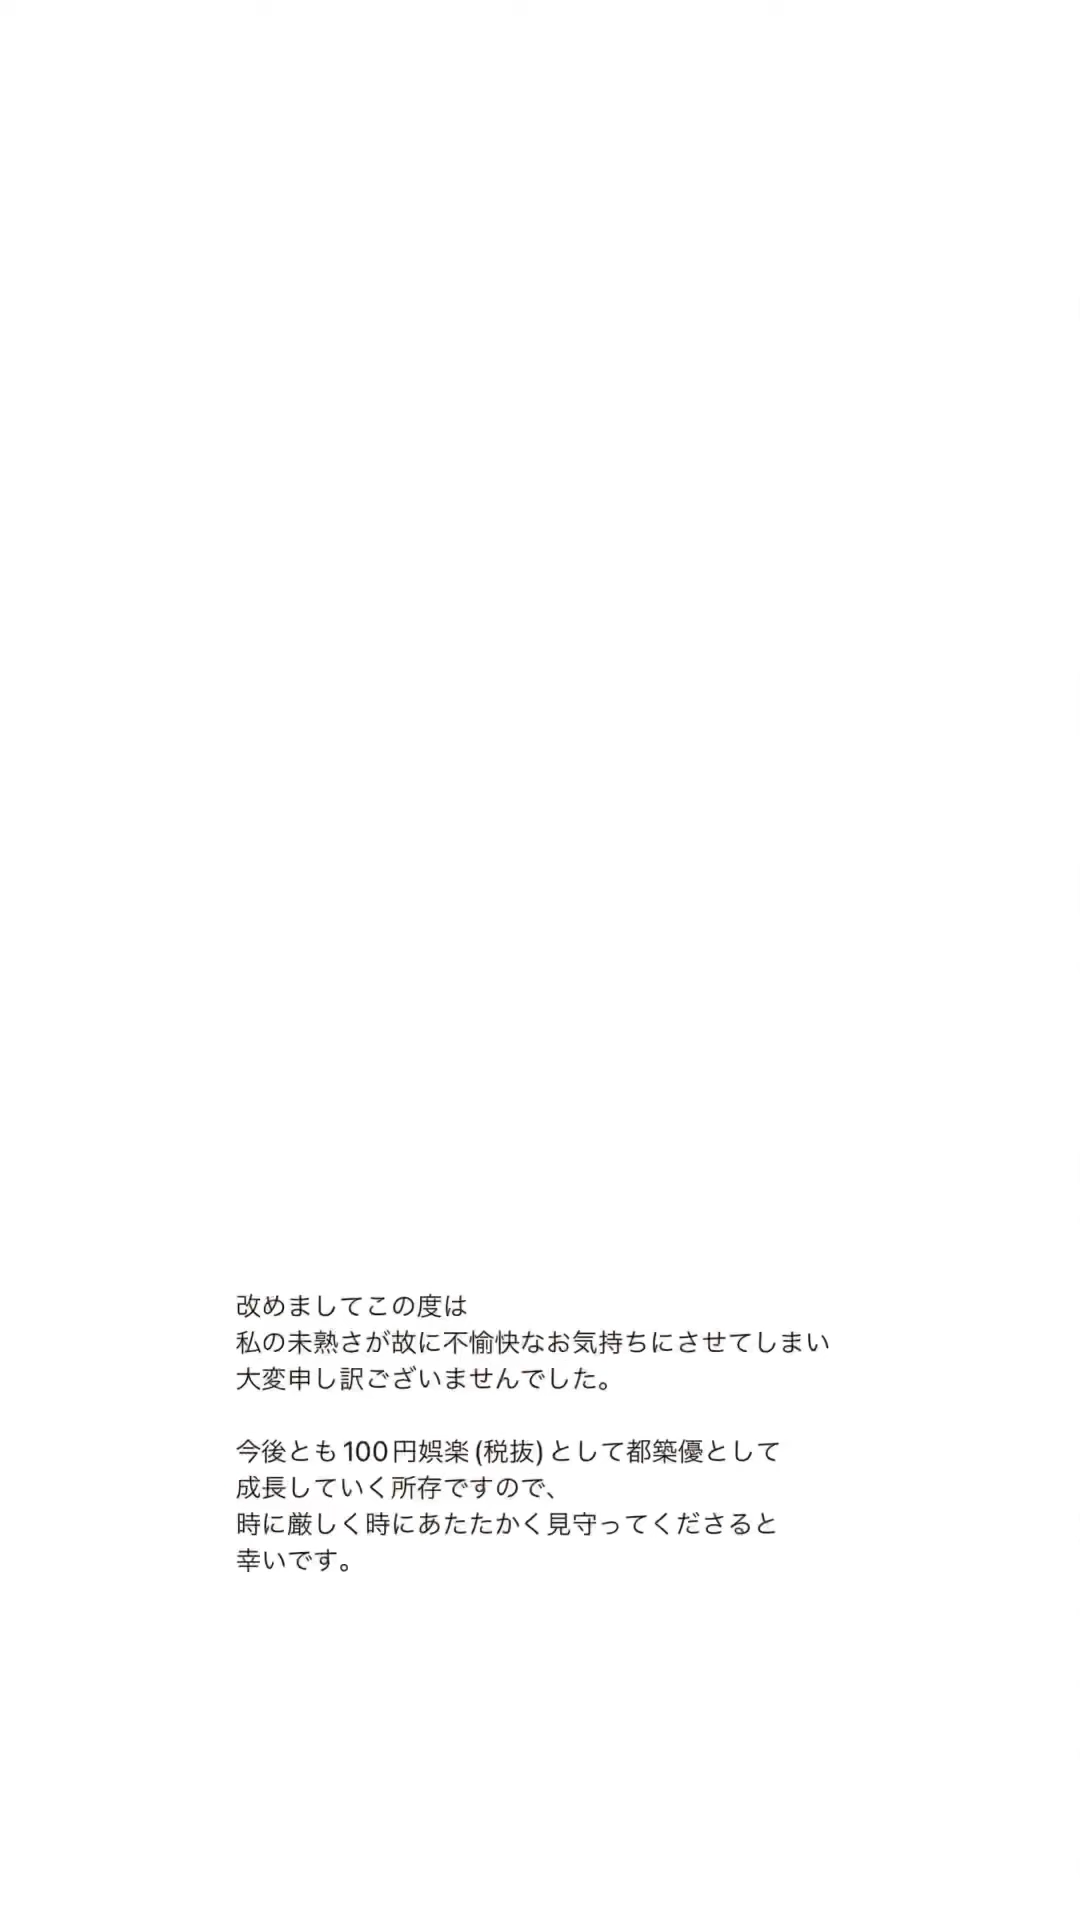 改めましてこの度は
私の未熟さが故に不愉快なお気持ちにさせてしまい
大変申し訳ございませんでした。
今後とも100円娯楽(税抜)として都築優として
成長していく所存ですので、
時に厳しく時にあたたかく見守ってくださると
幸いです。